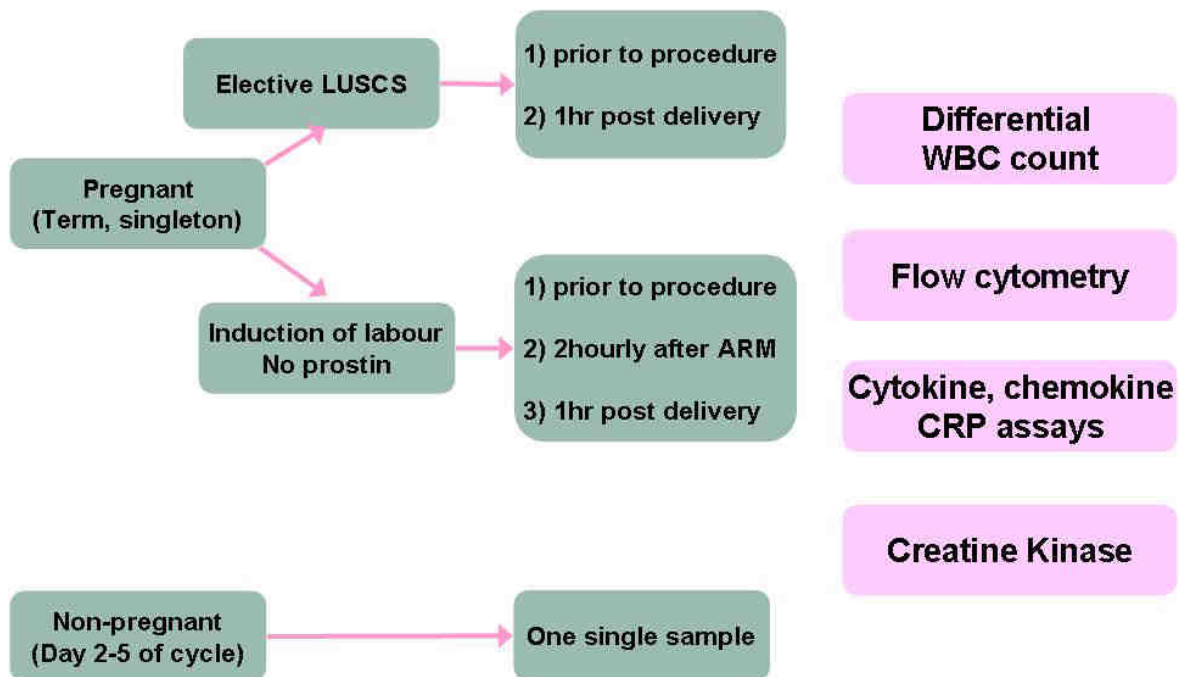 Elective LUSCS
1) prior to procedure
2) 1hr post delivery
Pregnant
(Term, singleton)
Induction of labour
No prostin
1) prior to procedure
2) 2hourly after ARM
3) 1hr post delivery
Non-pregnant
(Day 2-5 of cycle)
One single sample
Differential
WBC count
Flow cytometry
Cytokine, chemokine
CRP assays
Creatine Kinase